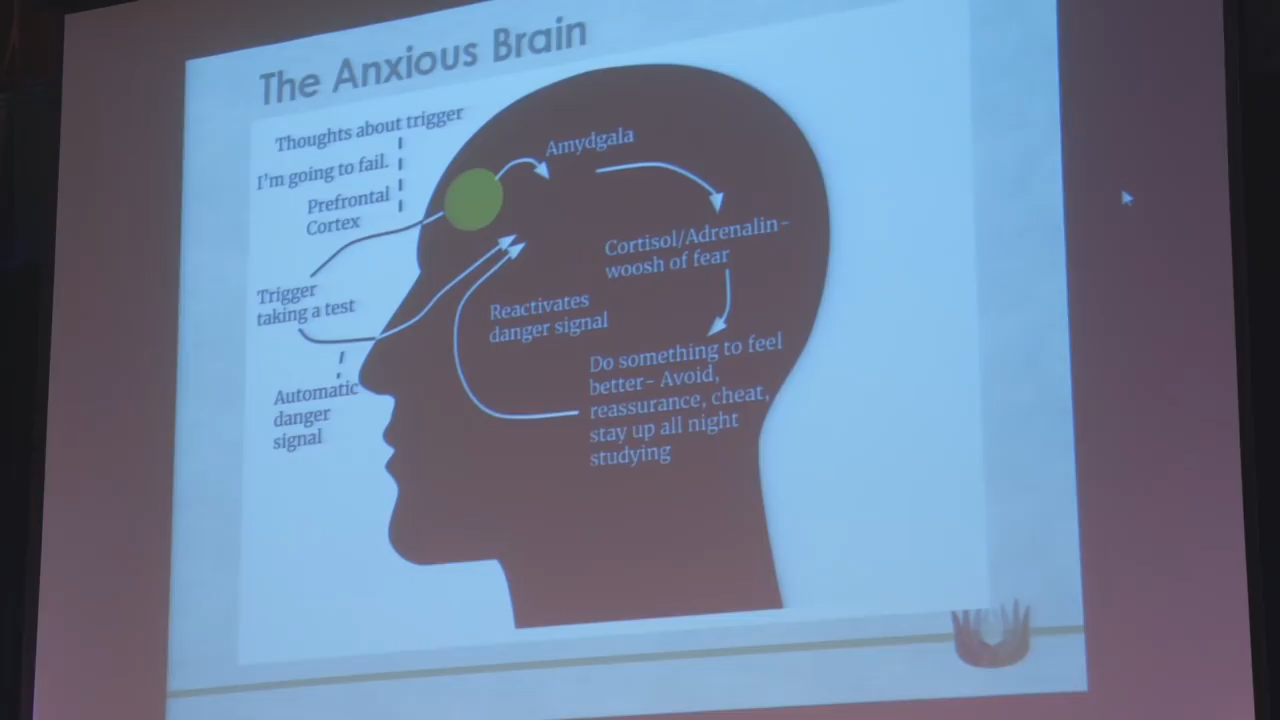 The Anxious Brain
Thoughts about trigger
I'm going to fail.
Prefrontal
Cortex
Trigger
taking a test
Automatic
danger
signal
Amydgala
Cortisol/Adrenalin-
woosh of fear
Reactivates
danger signal
Do something to feel
better- Avoid,
reassurance, cheat,
stay up all night
studying